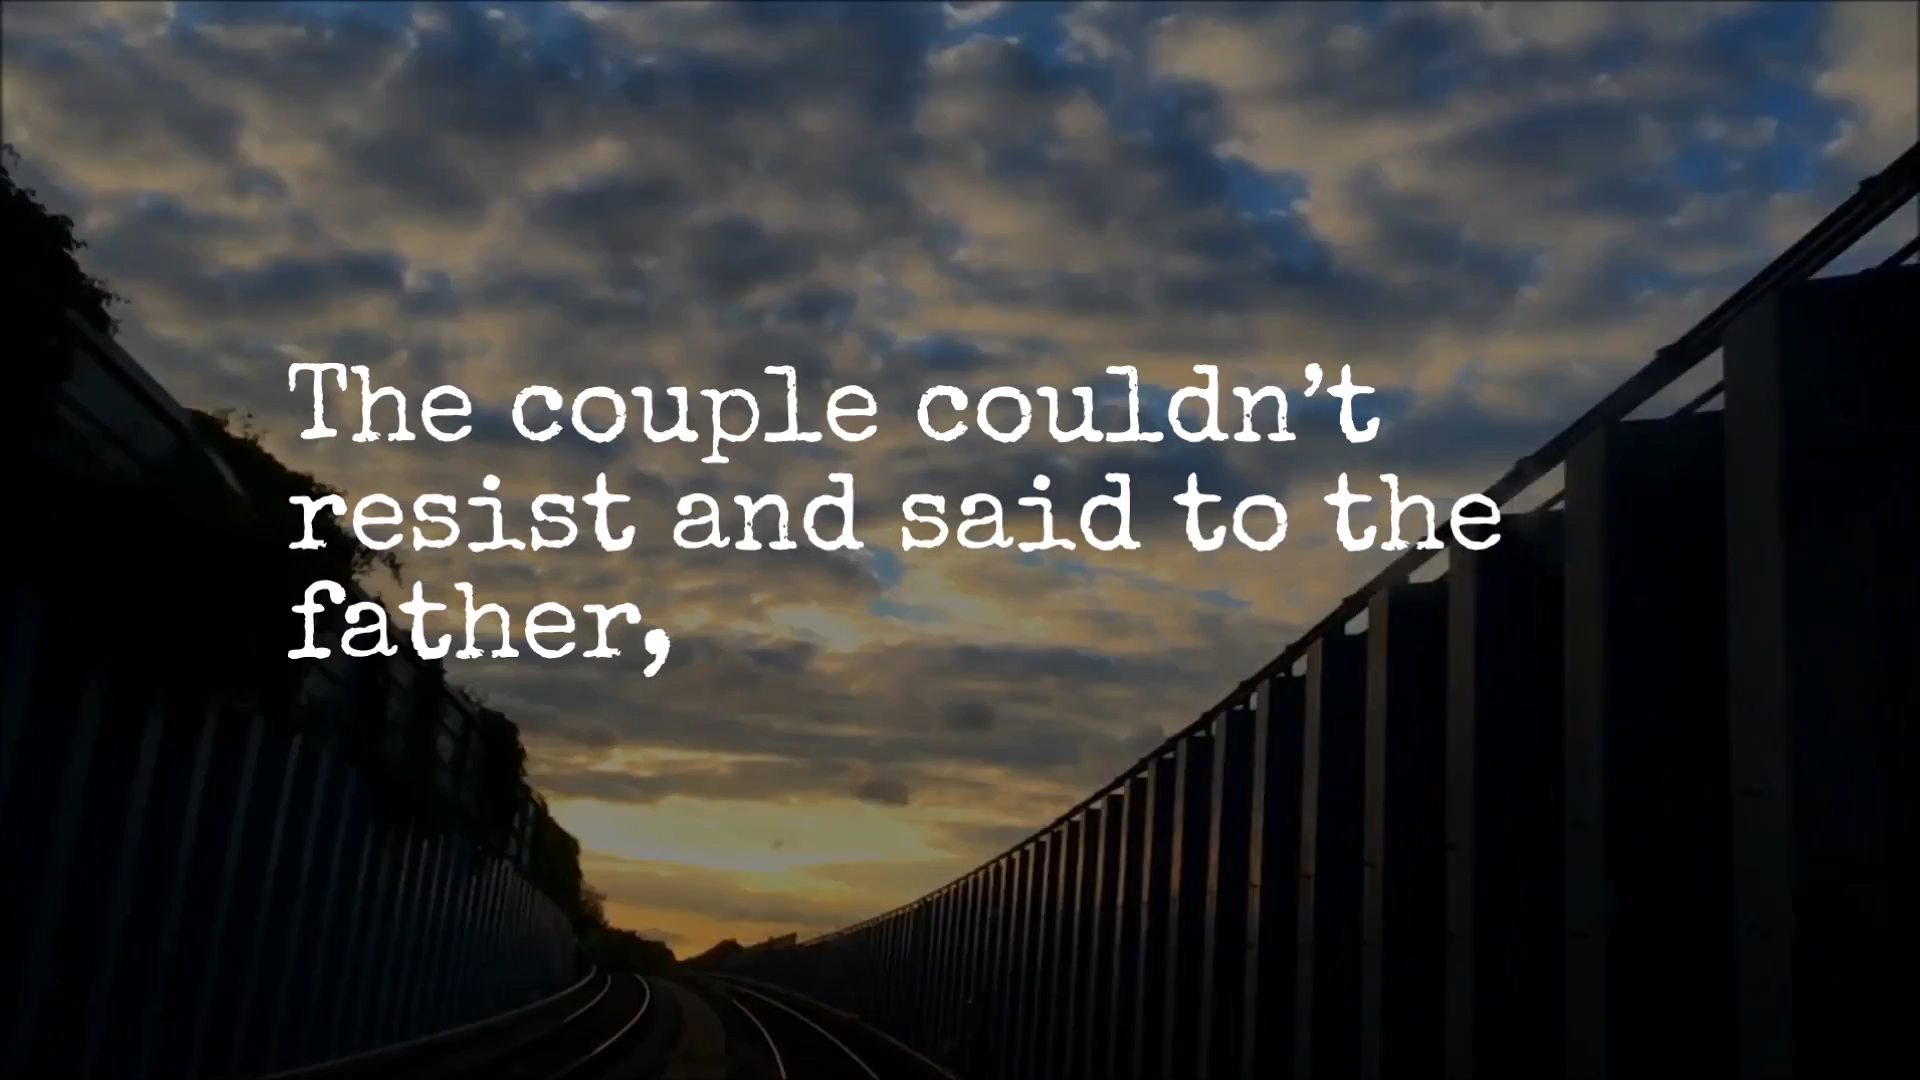 The couple couldn’t
resist and said to the
father,